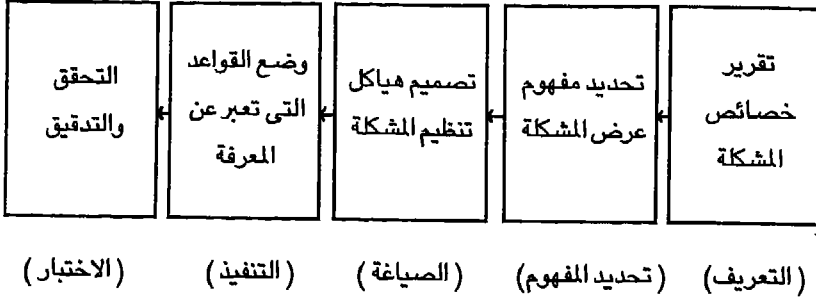 تقرير
خصائص
المشكلة
تحديد مفهوم
عرض المشكلة
تصميم هياكل
تنظيم المشكلة
وضع القواعد
التى تعبر عن
المعرفة
التحقق
والتدقيق
(التعريف)
(تحديد المفهوم)
(الصياغة)
(التنفيذ)
(الاختبار)